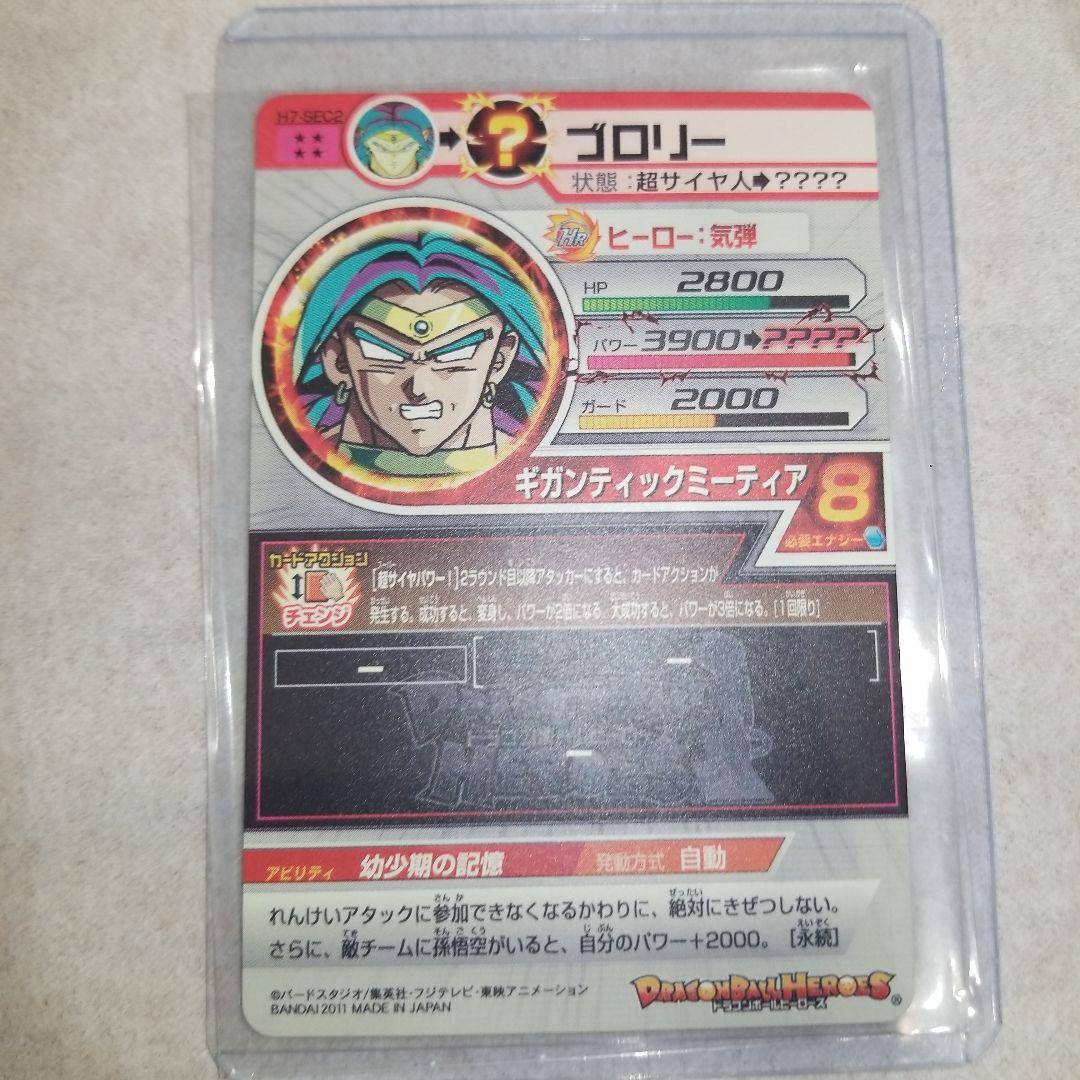 H7-SEC2
★★
★★
?
ブロリー
状態：超サイヤ人➡????
HR ヒーロー：気弾
HP 2800
パワー 3900➡????
ガード 2000
ギガンティックミーティア 8
必要エナジー
カードアクション
チェンジ
[超サイヤパワー！]2ラウンド目以降アタッカーにすると、カードアクションが
発生する。成功すると、変身し、パワーが2倍になる。大成功すると、パワーが3倍になる。[1回限り]
ー
ー
ー
アビリティ 幼少期の記憶 発動方式 自動
れんけいアタックに参加できなくなるかわりに、絶対にきぜつしない。
さらに、敵チームに孫悟空がいると、自分のパワー+2000。[永続]
©バードスタジオ/集英社・フジテレビ・東映アニメーション
BANDAI 2011 MADE IN JAPAN
DRAGONBALL HEROES
ドラゴンボールヒーローズ ®